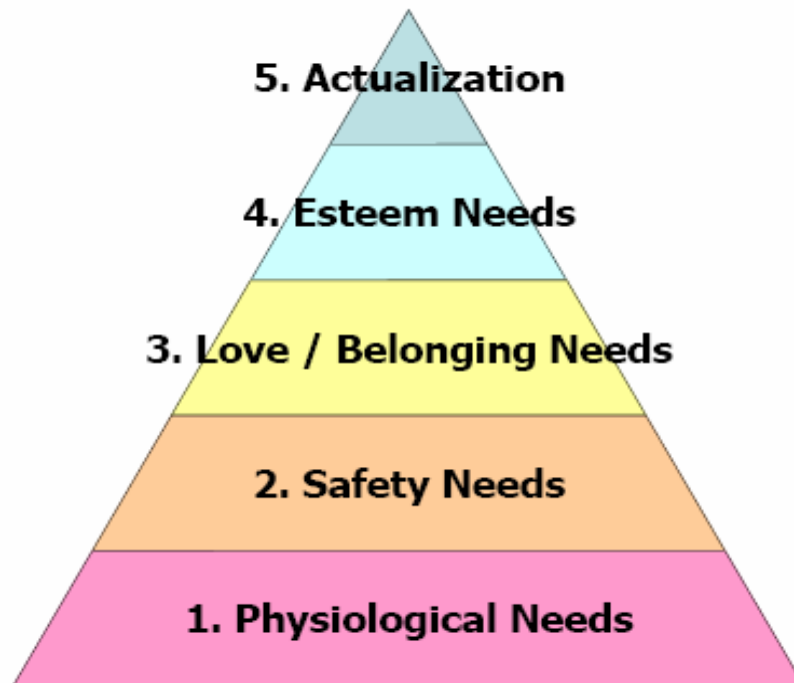 5. Actualization
4. Esteem Needs
3. Love / Belonging Needs
2. Safety Needs
1. Physiological Needs